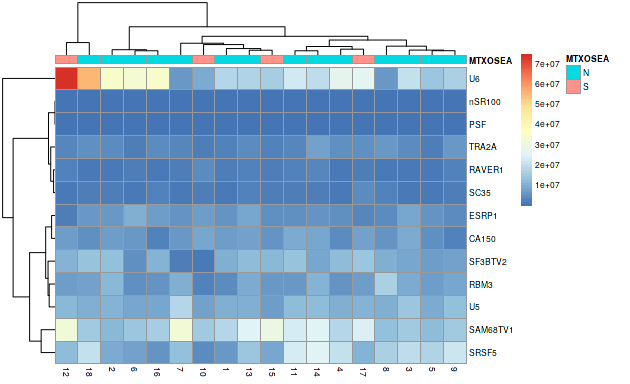 MTXOSEA
U6
nSR100
PSF
TRA2A
RAVER1
SC35
ESRP1
CA150
SF3BTV2
RBM3
U5
SAM68TV1
SRSF5
12 18 2 6 16 7 10 1 13 15 11 14 4 17 8 3 5 9
7e+07
6e+07
5e+07
4e+07
3e+07
2e+07
1e+07
MTXOSEA
N
S